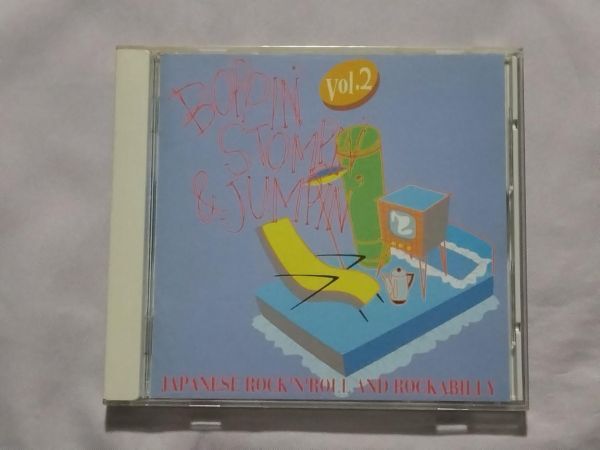 BOPPIN'
STOMPIN'
& JUMPIN'
Vol.2
JAPANESE ROCK'N'ROLL AND ROCKABILLY